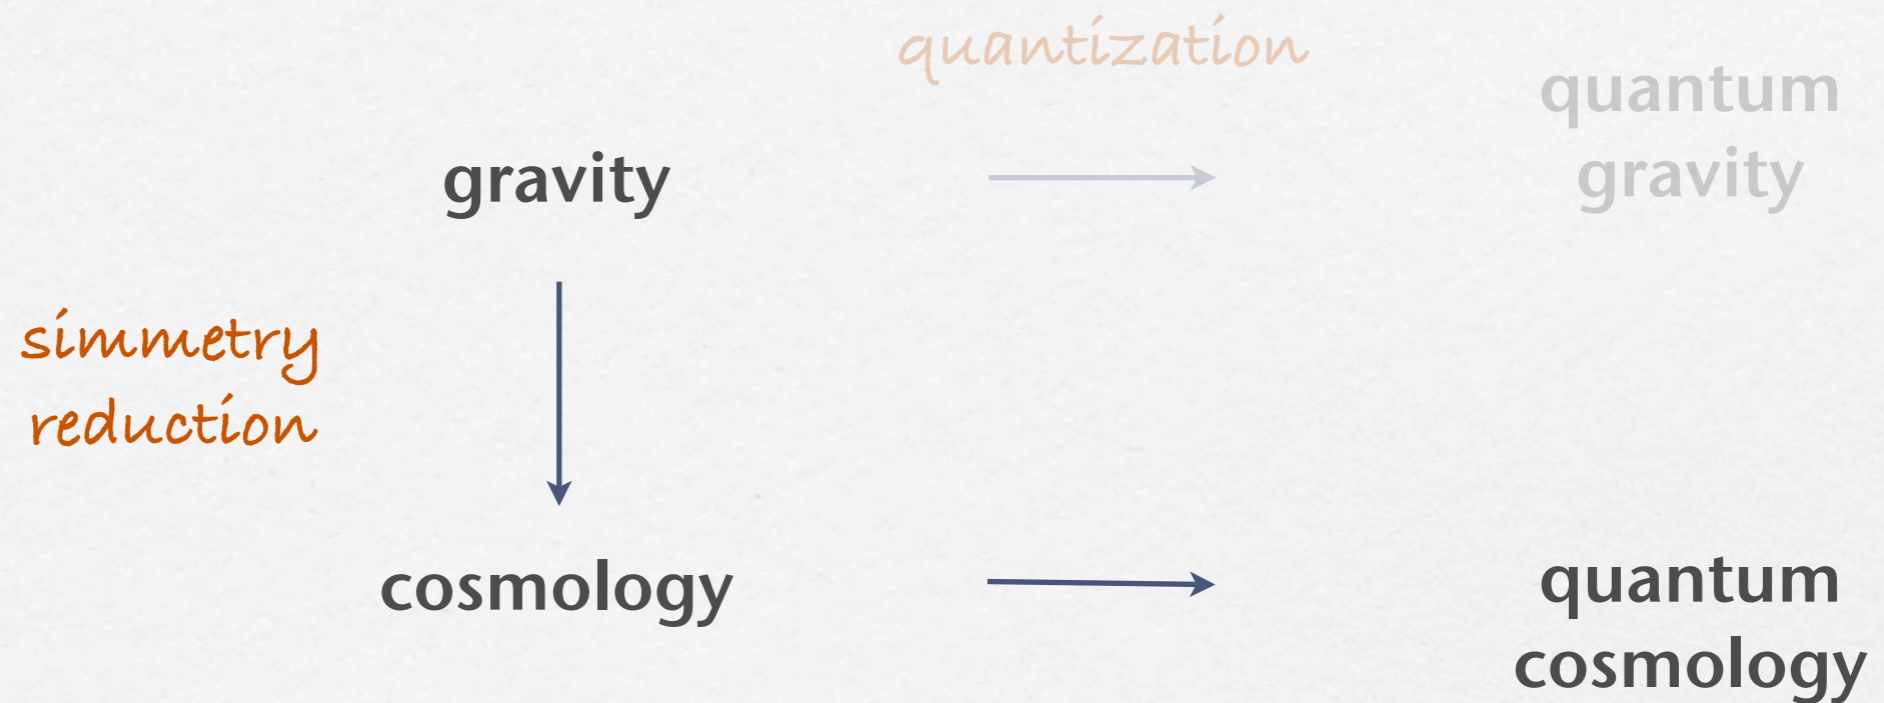 quantization
quantum
gravity
gravity
simmetry
reduction
cosmology
quantum
cosmology